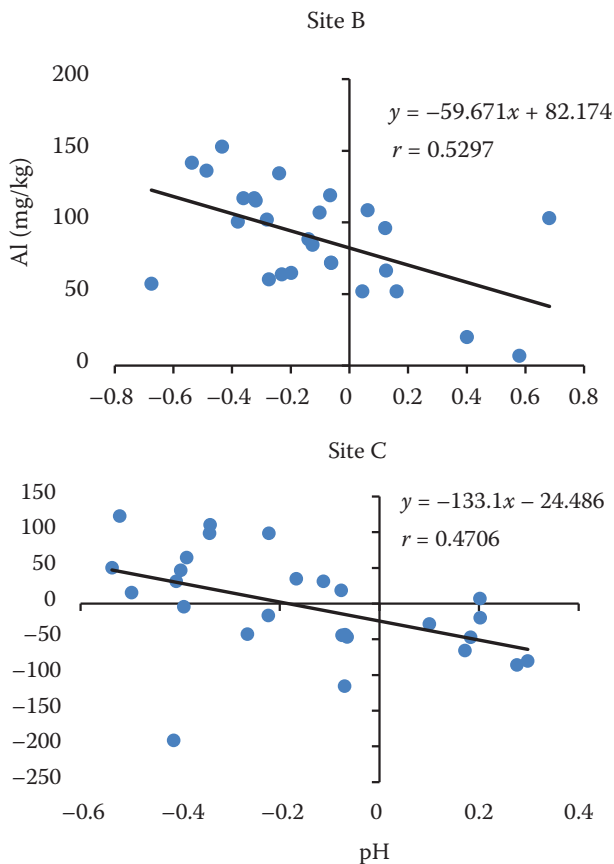 Site B
200
y = −59.671x + 82.174
r = 0.5297
150
100
50
0
Al (mg/kg)
−0.8 −0.6 −0.4 −0.2 0 0.2 0.4 0.6 0.8
Site C
150
y = −133.1x − 24.486
r = 0.4706
100
50
0
−50
−100
−150
−200
−250
−0.6 −0.4 −0.2 0 0.2 0.4
pH